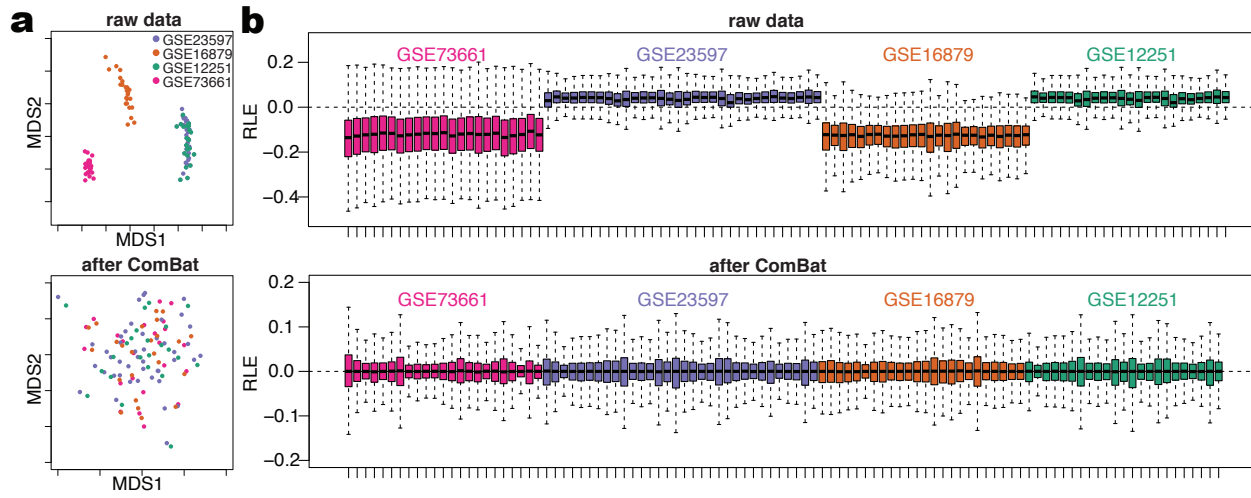 a
raw data
GSE23597
GSE16879
GSE12251
GSE73661
MDS2
MDS1
after ComBat
MDS2
MDS1
b
raw data
GSE73661
GSE23597
GSE16879
GSE12251
RLE
0.2
0.0
−0.2
−0.4
after ComBat
GSE73661
GSE23597
GSE16879
GSE12251
RLE
0.2
0.1
0.0
−0.1
−0.2